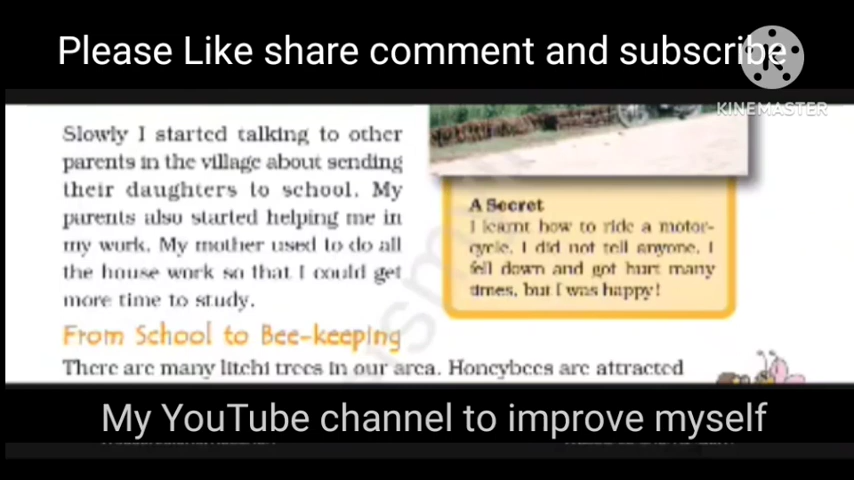 Please Like share comment and subscribe
KINEMASTER
Slowly I started talking to other
parents in the village about sending
their daughters to school. My
parents also started helping me in
my work. My mother used to do all
the house work so that I could get
more time to study.
A Secret
I learnt how to ride a motor-
cycle. I did not tell anyone. I
fell down and got hurt many
times, but I was happy!
From School to Bee-keeping
There are many litchi trees in our area. Honeybees are attracted
My YouTube channel to improve myself